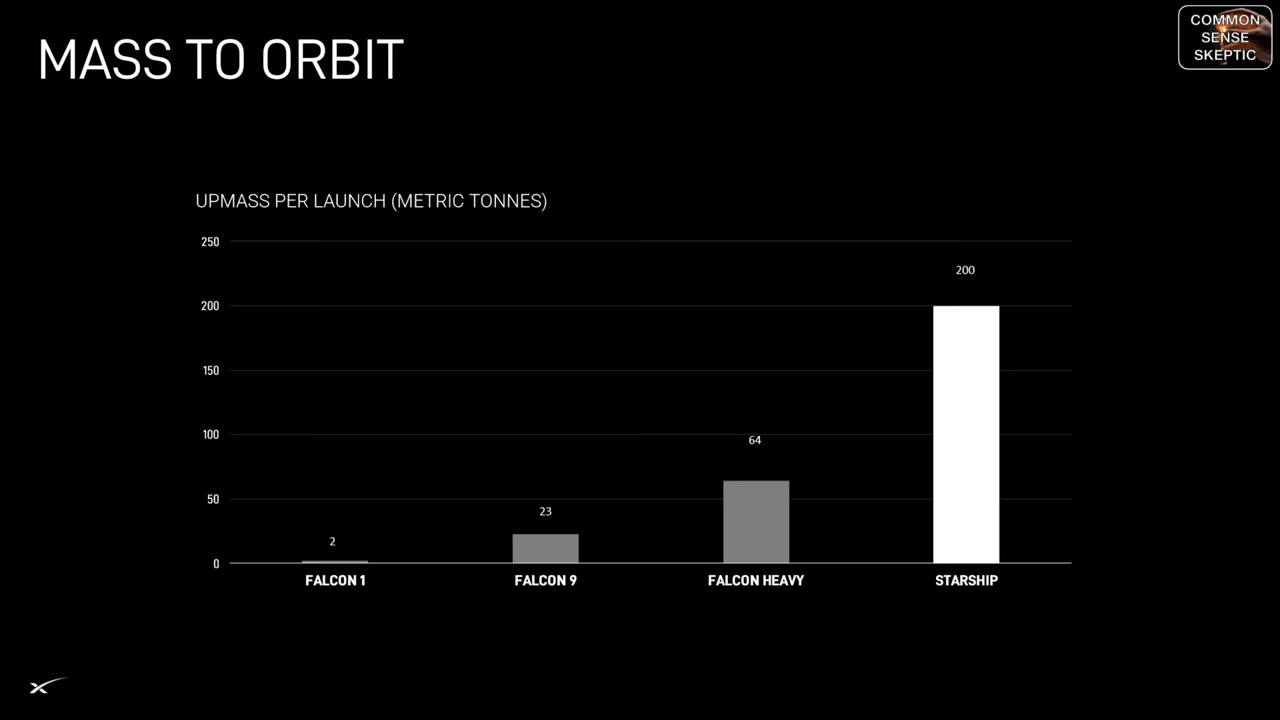 MASS TO ORBIT
COMMON
SENSE
SKEPTIC
UPMASS PER LAUNCH (METRIC TONNES)
250
200
150
100
50
0
2
23
64
200
FALCON 1
FALCON 9
FALCON HEAVY
STARSHIP